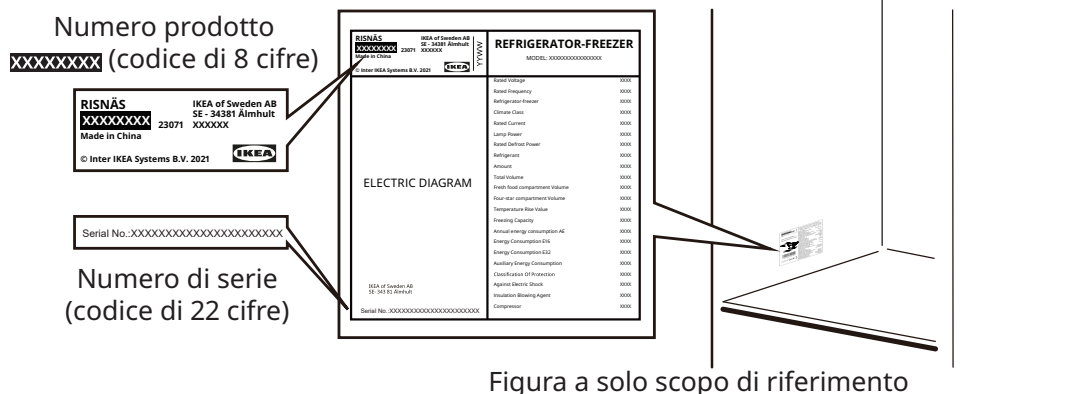 Numero prodotto
XXXXXXXX (codice di 8 cifre)
RISNÄS
XXXXXXXX 23071
Made in China
© Inter IKEA Systems B.V. 2021
IKEA of Sweden AB
SE - 34381 Älmhult
XXXXXX
IKEA
Serial No.:XXXXXXXXXXXXXXXXXXXXXX
Numero di serie
(codice di 22 cifre)
RISNÄS
XXXXXXXX 23071
Made in China
© Inter IKEA Systems B.V. 2021
IKEA of Sweden AB
SE - 34381 Älmhult
XXXXXX
IKEA
YYWW
REFRIGERATOR-FREEZER
MODEL: XXXXXXXXXXXXXXXX
ELECTRIC DIAGRAM
IKEA of Sweden AB
SE- 343 81 Älmhult
Serial No.:XXXXXXXXXXXXXXXXXXXXXX
Rated Voltage XXXX
Rated Frequency XXXX
Refrigerator-freezer XXXX
Climate Class XXXX
Rated Current XXXX
Lamp Power XXXX
Rated Defrost Power XXXX
Refrigerant XXXX
Amount XXXX
Total Volume XXXX
Fresh food compartment Volume XXXX
Four-star compartment Volume XXXX
Temperature Rise Value XXXX
Freezing Capacity XXXX
Annual energy consumption AE XXXX
Energy Consumption E16 XXXX
Energy Consumption E32 XXXX
Auxiliary Energy Consumption XXXX
Classification Of Protection XXXX
Against Electric Shock XXXX
Insulation Blowing Agent XXXX
Compressor XXXX
Figura a solo scopo di riferimento